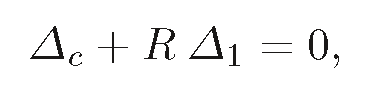 Δ_c + R Δ_1 = 0,